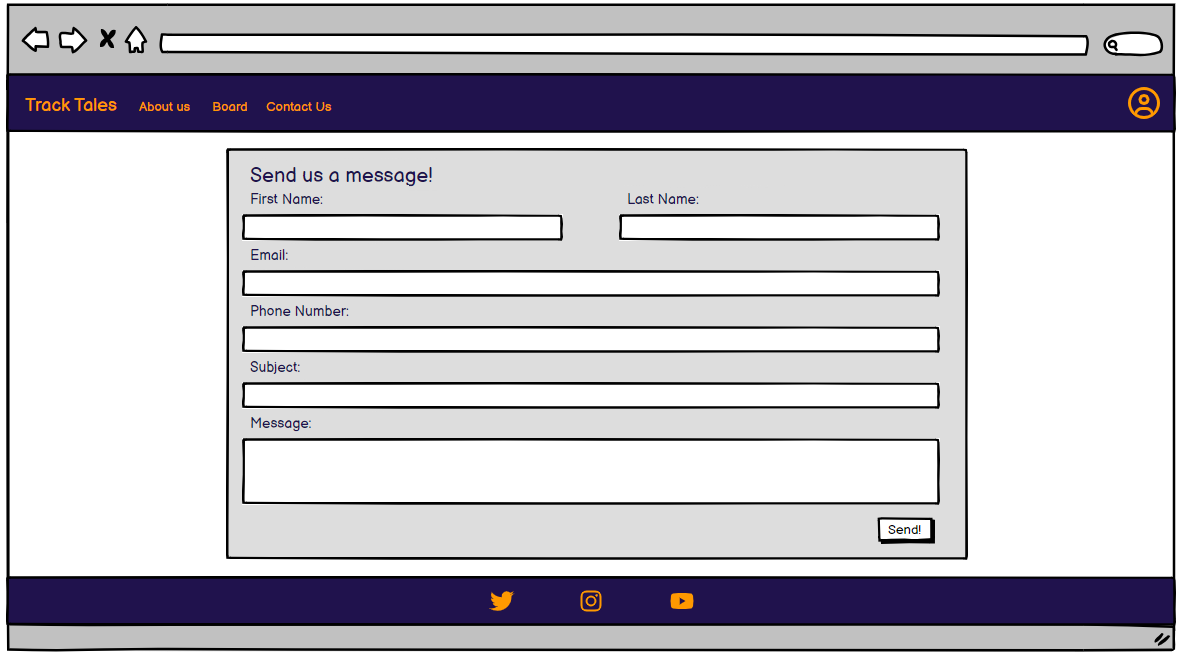 Track Tales About us Board Contact Us
Send us a message!
First Name: Last Name:
Email:
Phone Number:
Subject:
Message:
Send!